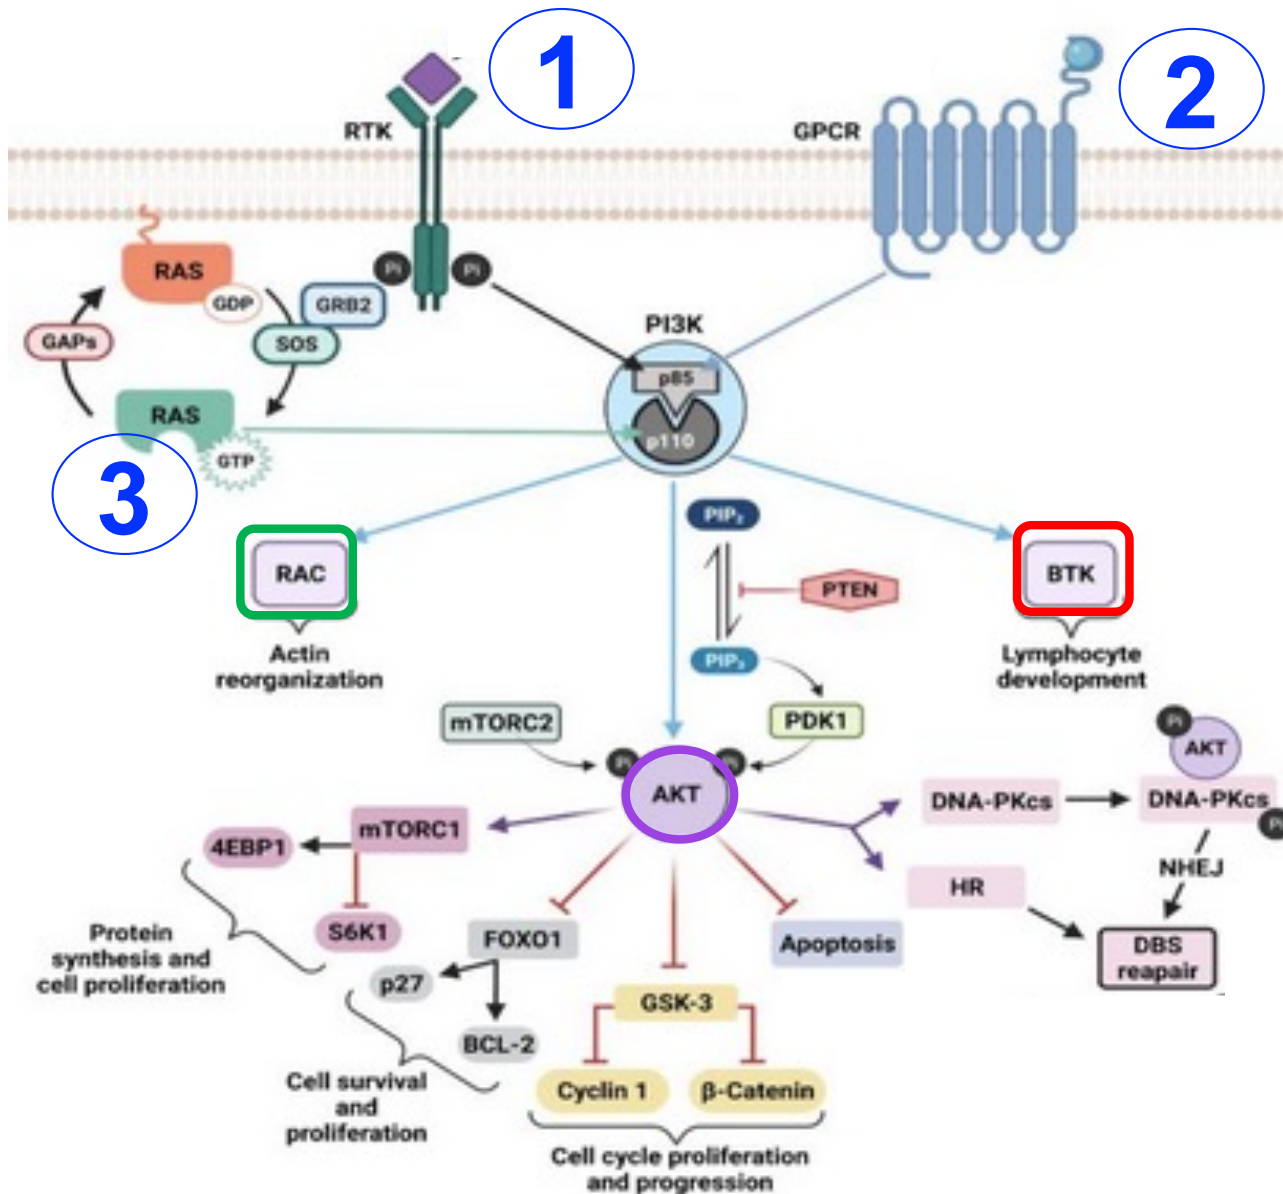 1
2
RTK
GPCR
Pi
Pi
RAS
GDP
GRB2
SOS
GAPs
RAS
GTP
3
PI3K
p85
p110
PIP₂
PTEN
PIP₃
RAC
Actin
reorganization
BTK
Lymphocyte
development
mTORC2
PDK1
Pi
Pi
AKT
Pi
AKT
DNA-PKcs
DNA-PKcs
Pi
NHEJ
HR
DBS
reapair
mTORC1
4EBP1
S6K1
Protein
synthesis and
cell proliferation
FOXO1
p27
BCL-2
Cell survival
and
proliferation
Apoptosis
GSK-3
Cyclin 1
β-Catenin
Cell cycle proliferation
and progression